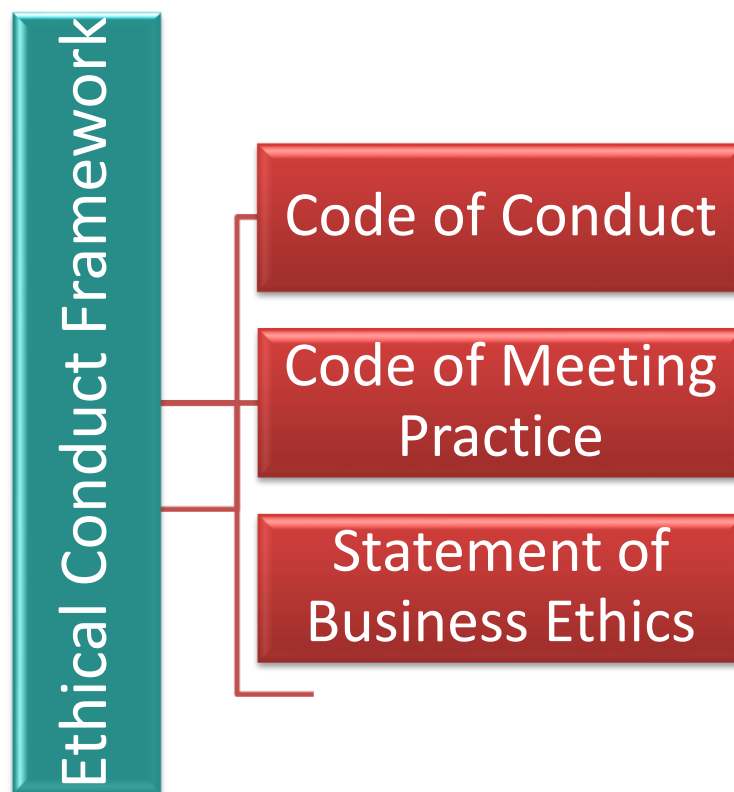 Ethical Conduct Framework
Code of Conduct
Code of Meeting
Practice
Statement of
Business Ethics